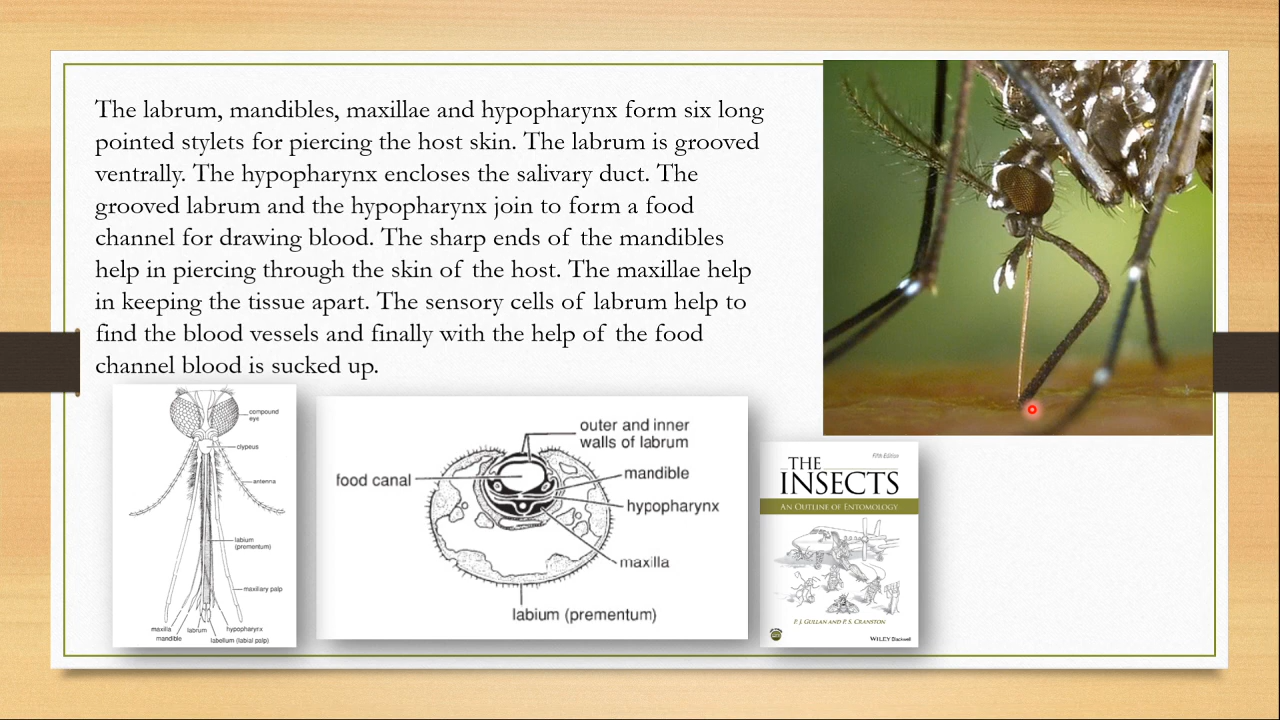 The labrum, mandibles, maxillae and hypopharynx form six long
pointed stylets for piercing the host skin. The labrum is grooved
ventrally. The hypopharynx encloses the salivary duct. The
grooved labrum and the hypopharynx join to form a food
channel for drawing blood. The sharp ends of the mandibles
help in piercing through the skin of the host. The maxillae help
in keeping the tissue apart. The sensory cells of labrum help to
find the blood vessels and finally with the help of the food
channel blood is sucked up.
compound
eye
clypeus
antenna
labium
(prementum)
maxillary palp
maxilla
labrum
hypopharynx
mandible
labellum (labial palp)
outer and inner
walls of labrum
food canal
mandible
hypopharynx
maxilla
labium (prementum)
Fifth Edition
THE
INSECTS
AN OUTLINE OF ENTOMOLOGY
P. J. GULLAN AND P. S. CRANSTON
WILEY Blackwell